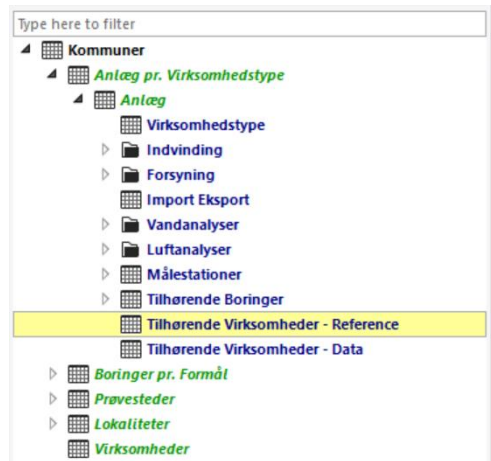 Type here to filter
Kommuner
Anlæg pr. Virksomhedstype
Anlæg
Virksomhedstype
Indvinding
Forsyning
Import Eksport
Vandanalyser
Luftanalyser
Målestationer
Tilhørende Boringer
Tilhørende Virksomheder - Reference
Tilhørende Virksomheder - Data
Boringer pr. Formål
Prøvesteder
Lokaliteter
Virksomheder